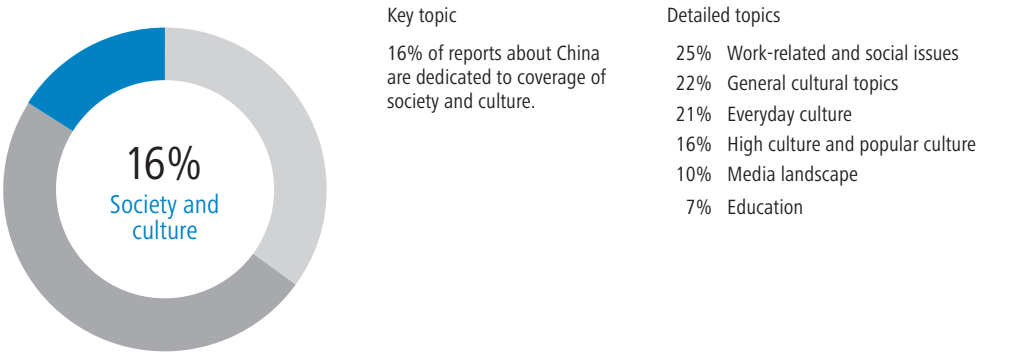 16%
Society and
culture
Key topic
16% of reports about China
are dedicated to coverage of
society and culture.
Detailed topics
25% Work-related and social issues
22% General cultural topics
21% Everyday culture
16% High culture and popular culture
10% Media landscape
7% Education